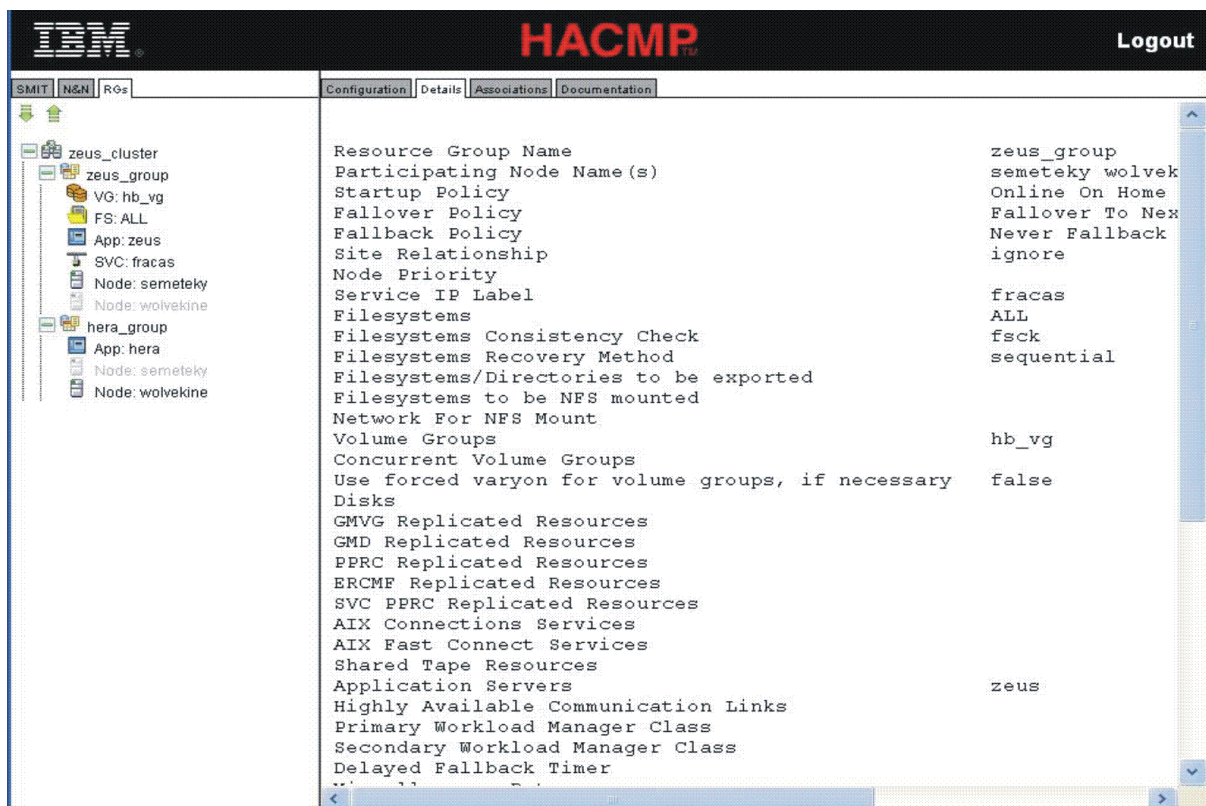 IBM®
HACMP™
Logout
SMIT N&N RGs
zeus_cluster
zeus_group
VG: hb_vg
FS: ALL
App: zeus
SVC: fracas
Node: semeteky
Node: wolvekine
hera_group
App: hera
Node: semeteky
Node: wolvekine
Configuration Details Associations Documentation
Resource Group Name zeus_group
Participating Node Name(s) semeteky wolvek
Startup Policy Online On Home
Fallover Policy Fallover To Nex
Fallback Policy Never Fallback
Site Relationship ignore
Node Priority
Service IP Label fracas
Filesystems ALL
Filesystems Consistency Check fsck
Filesystems Recovery Method sequential
Filesystems/Directories to be exported
Filesystems to be NFS mounted
Network For NFS Mount
Volume Groups hb_vg
Concurrent Volume Groups
Use forced varyon for volume groups, if necessary false
Disks
GMVG Replicated Resources
GMD Replicated Resources
PPRC Replicated Resources
ERCMF Replicated Resources
SVC PPRC Replicated Resources
AIX Connections Services
AIX Fast Connect Services
Shared Tape Resources
Application Servers zeus
Highly Available Communication Links
Primary Workload Manager Class
Secondary Workload Manager Class
Delayed Fallback Timer